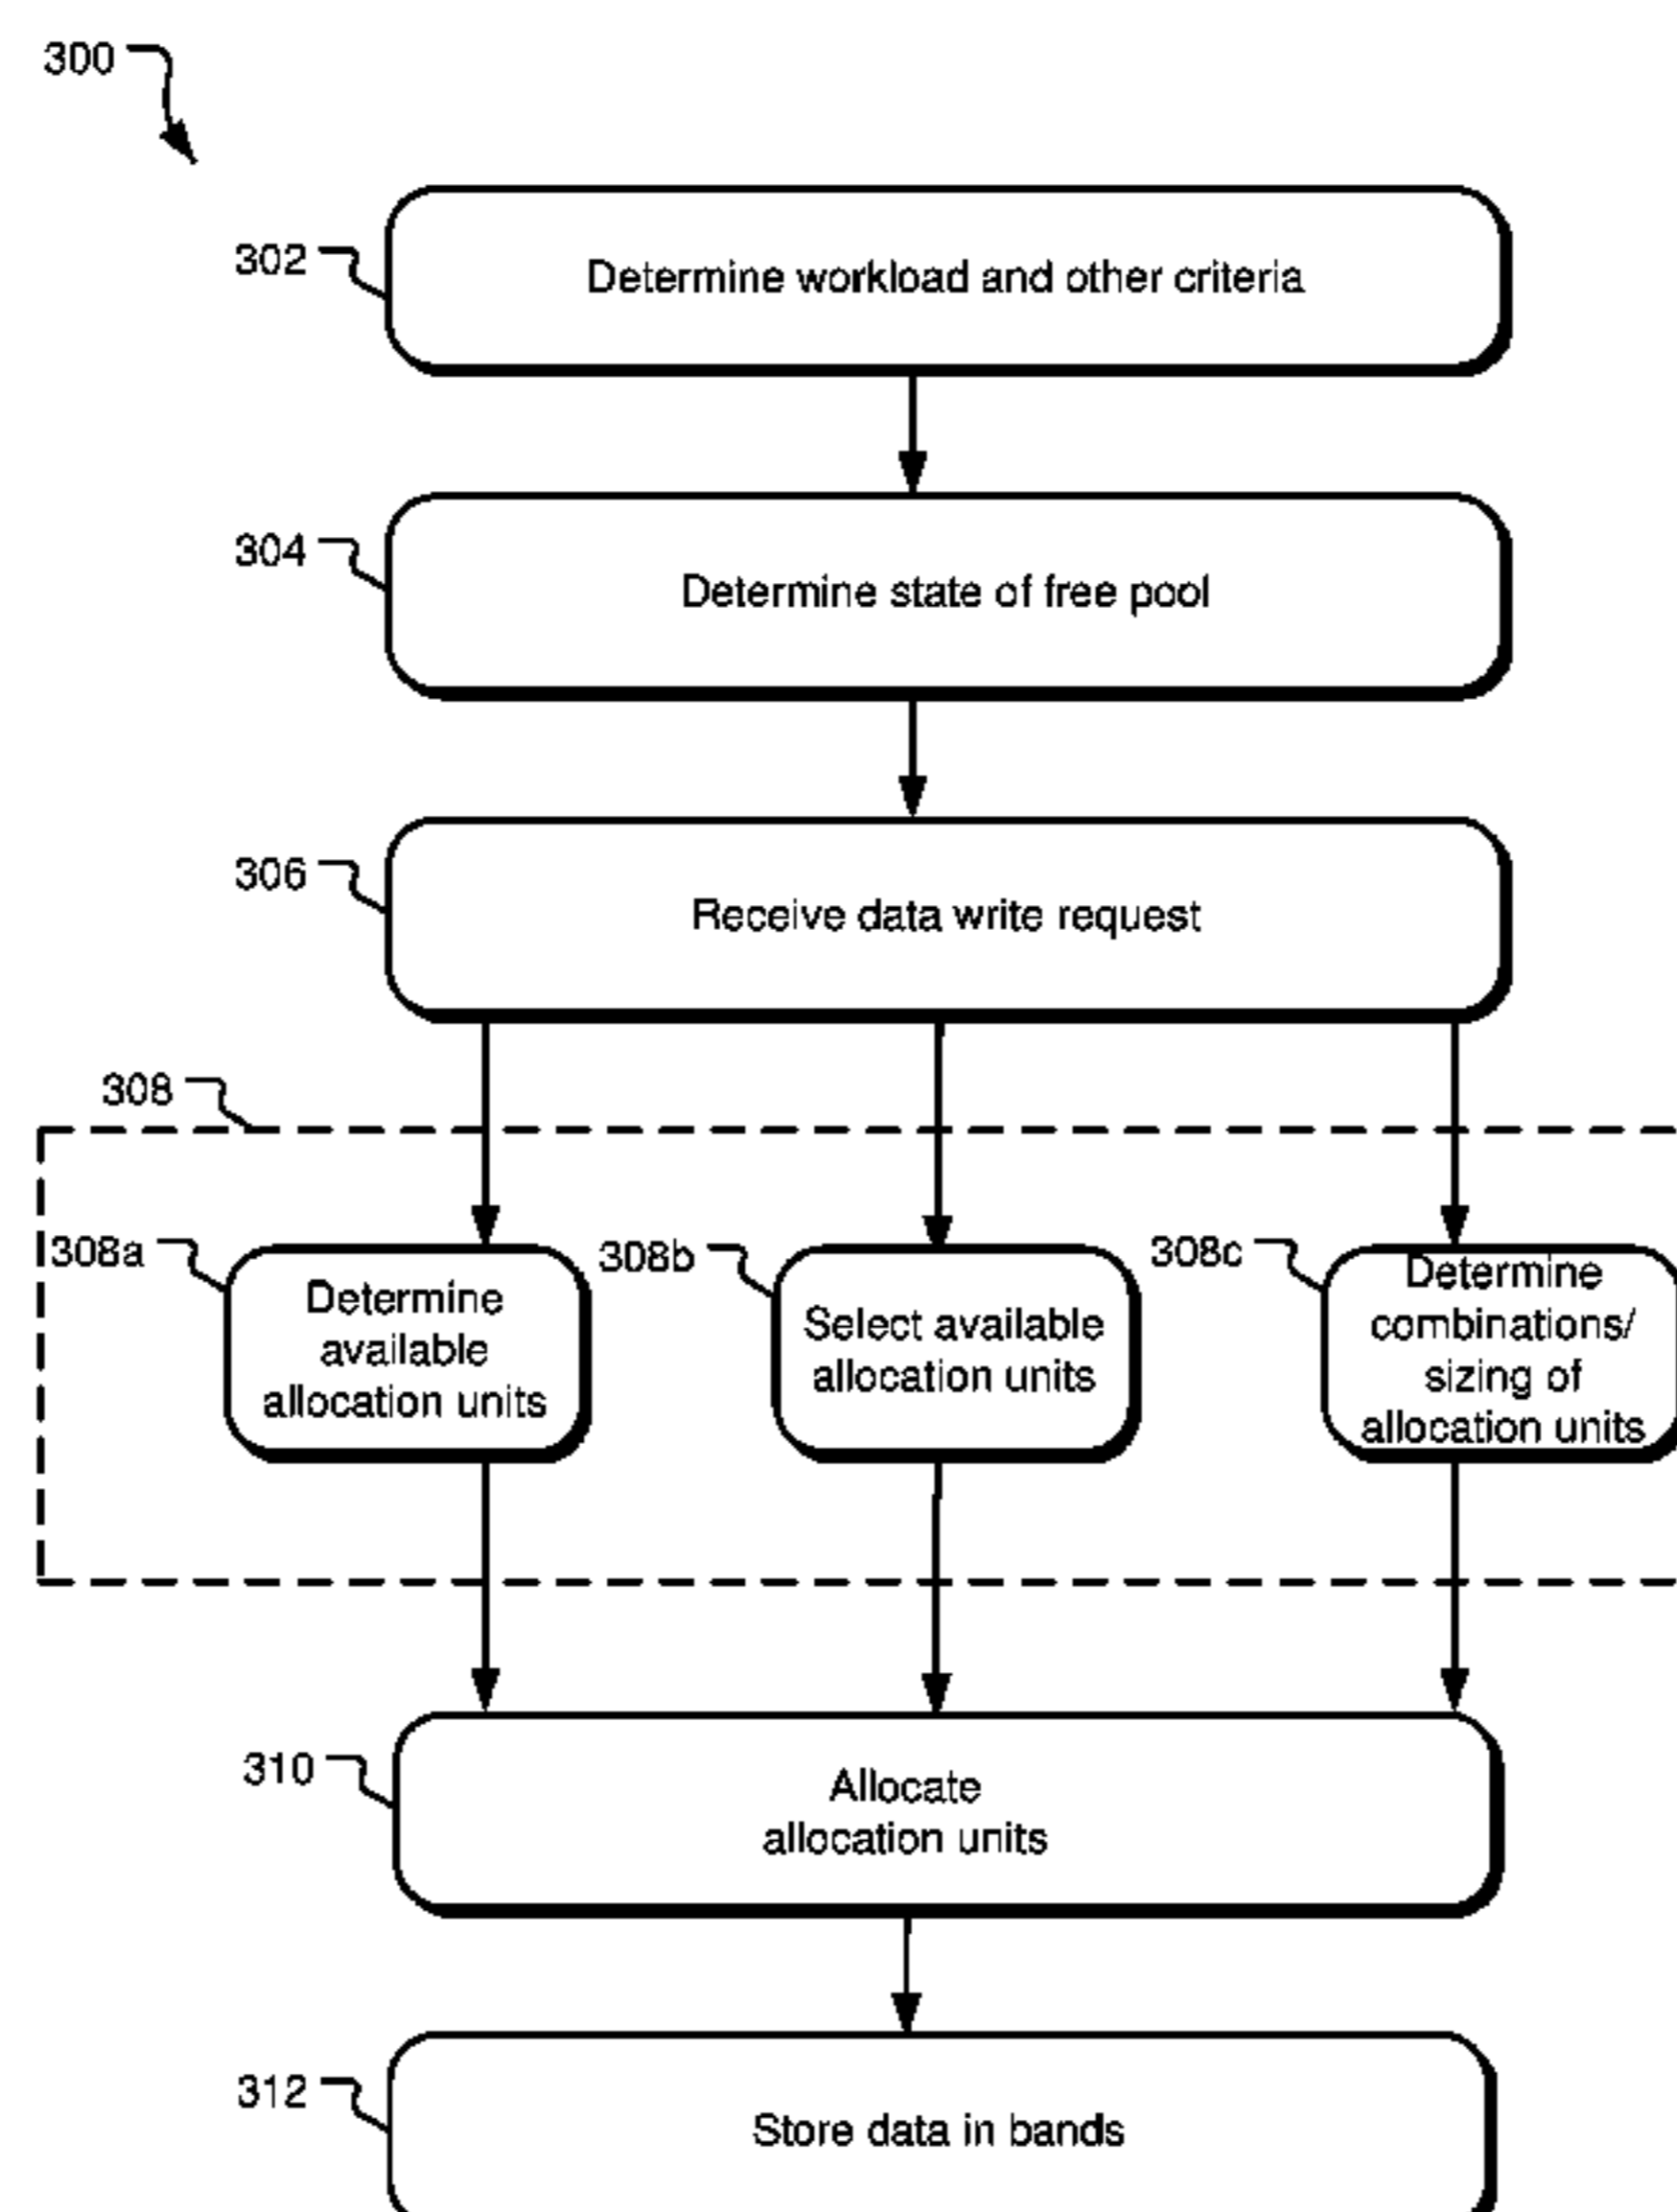 300
302
Determine workload and other criteria
304
Determine state of free pool
306
Receive data write request
308
308a
Determine
available
allocation units
308b
Select available
allocation units
308c
Determine
combinations/
sizing of
allocation units
310
Allocate
allocation units
312
Store data in bands